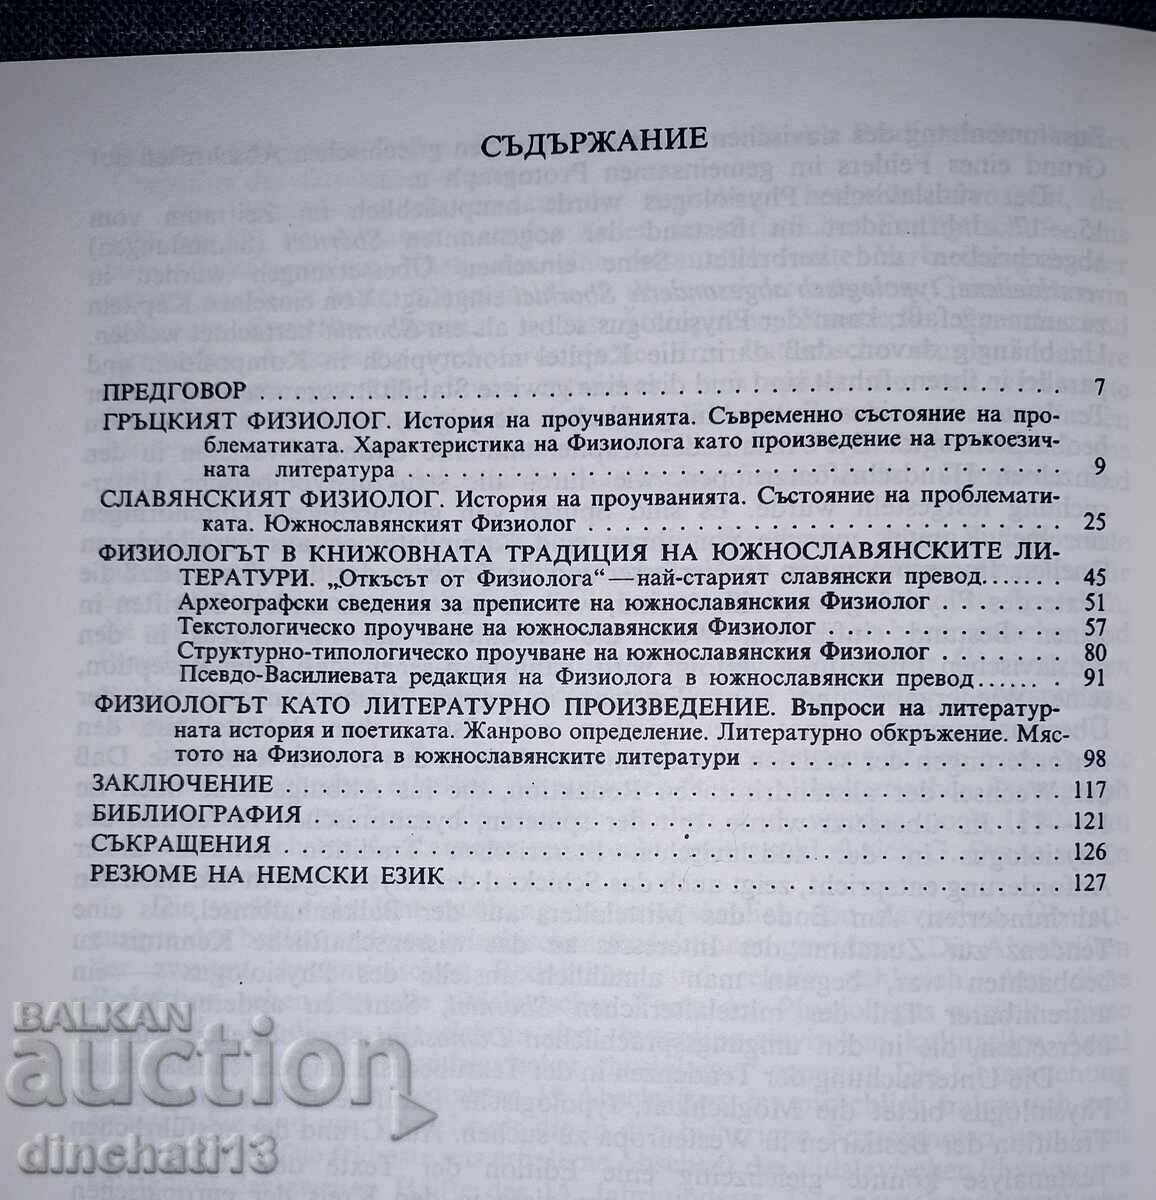 СЪДЪРЖАНИЕ
ПРЕДГОВОР . . . . . . . . . . . . . . . . . . . . . . . . 7
ГРЪЦКИЯТ ФИЗИОЛОГ. История на проучванията. Съвременно състояние на про-
блематиката. Характеристика на Физиолога като произведение на гръкоезич-
ната литература . . . . . . . . . . . . . . . . . . . . 9
СЛАВЯНСКИЯТ ФИЗИОЛОГ. История на проучванията. Състояние на проблемати-
ката. Южнославянският Физиолог . . . . . . . . . . . . . . . 25
ФИЗИОЛОГЪТ В КНИЖОВНАТА ТРАДИЦИЯ НА ЮЖНОСЛАВЯНСКИТЕ ЛИ-
ТЕРАТУРИ. „Откъсът от Физиолога“ — най-старият славянски превод. . . . . . 45
Археографски сведения за преписите на южнославянския Физиолог . . . . . . 51
Текстологическо проучване на южнославянския Физиолог . . . . . . . . . . 57
Структурно-типологическо проучване на южнославянския Физиолог . . . . . . 80
Псевдо-Василиевата редакция на Физиолога в южнославянски превод . . . . . . 91
ФИЗИОЛОГЪТ КАТО ЛИТЕРАТУРНО ПРОИЗВЕДЕНИЕ. Въпроси на литератур-
ната история и поетиката. Жанрово определение. Литературно обкръжение. Мяс-
тото на Физиолога в южнославянските литератури . . . . . . . . . . . 98
ЗАКЛЮЧЕНИЕ . . . . . . . . . . . . . . . . . . . . . . . 117
БИБЛИОГРАФИЯ . . . . . . . . . . . . . . . . . . . . . . 121
СЪКРАЩЕНИЯ . . . . . . . . . . . . . . . . . . . . . . . 126
РЕЗЮМЕ НА НЕМСКИ ЕЗИК . . . . . . . . . . . . . . . . . . 127
BALKAN
auction
dinchati13